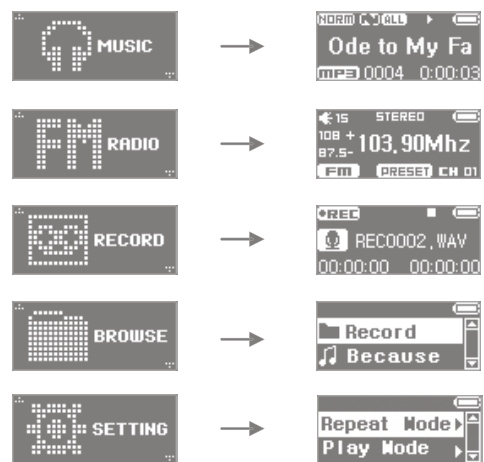 MUSIC
NORM ALL
Ode to My Fa
MP3 0004 0:00:03
FM RADIO
15 STEREO
108 +
87.5-
103.90Mhz
FM PRESET CH 01
RECORD
REC
REC0002.WAV
00:00:00 00:00:00
BROWSE
Record
Because
SETTING
Repeat Mode
Play Mode